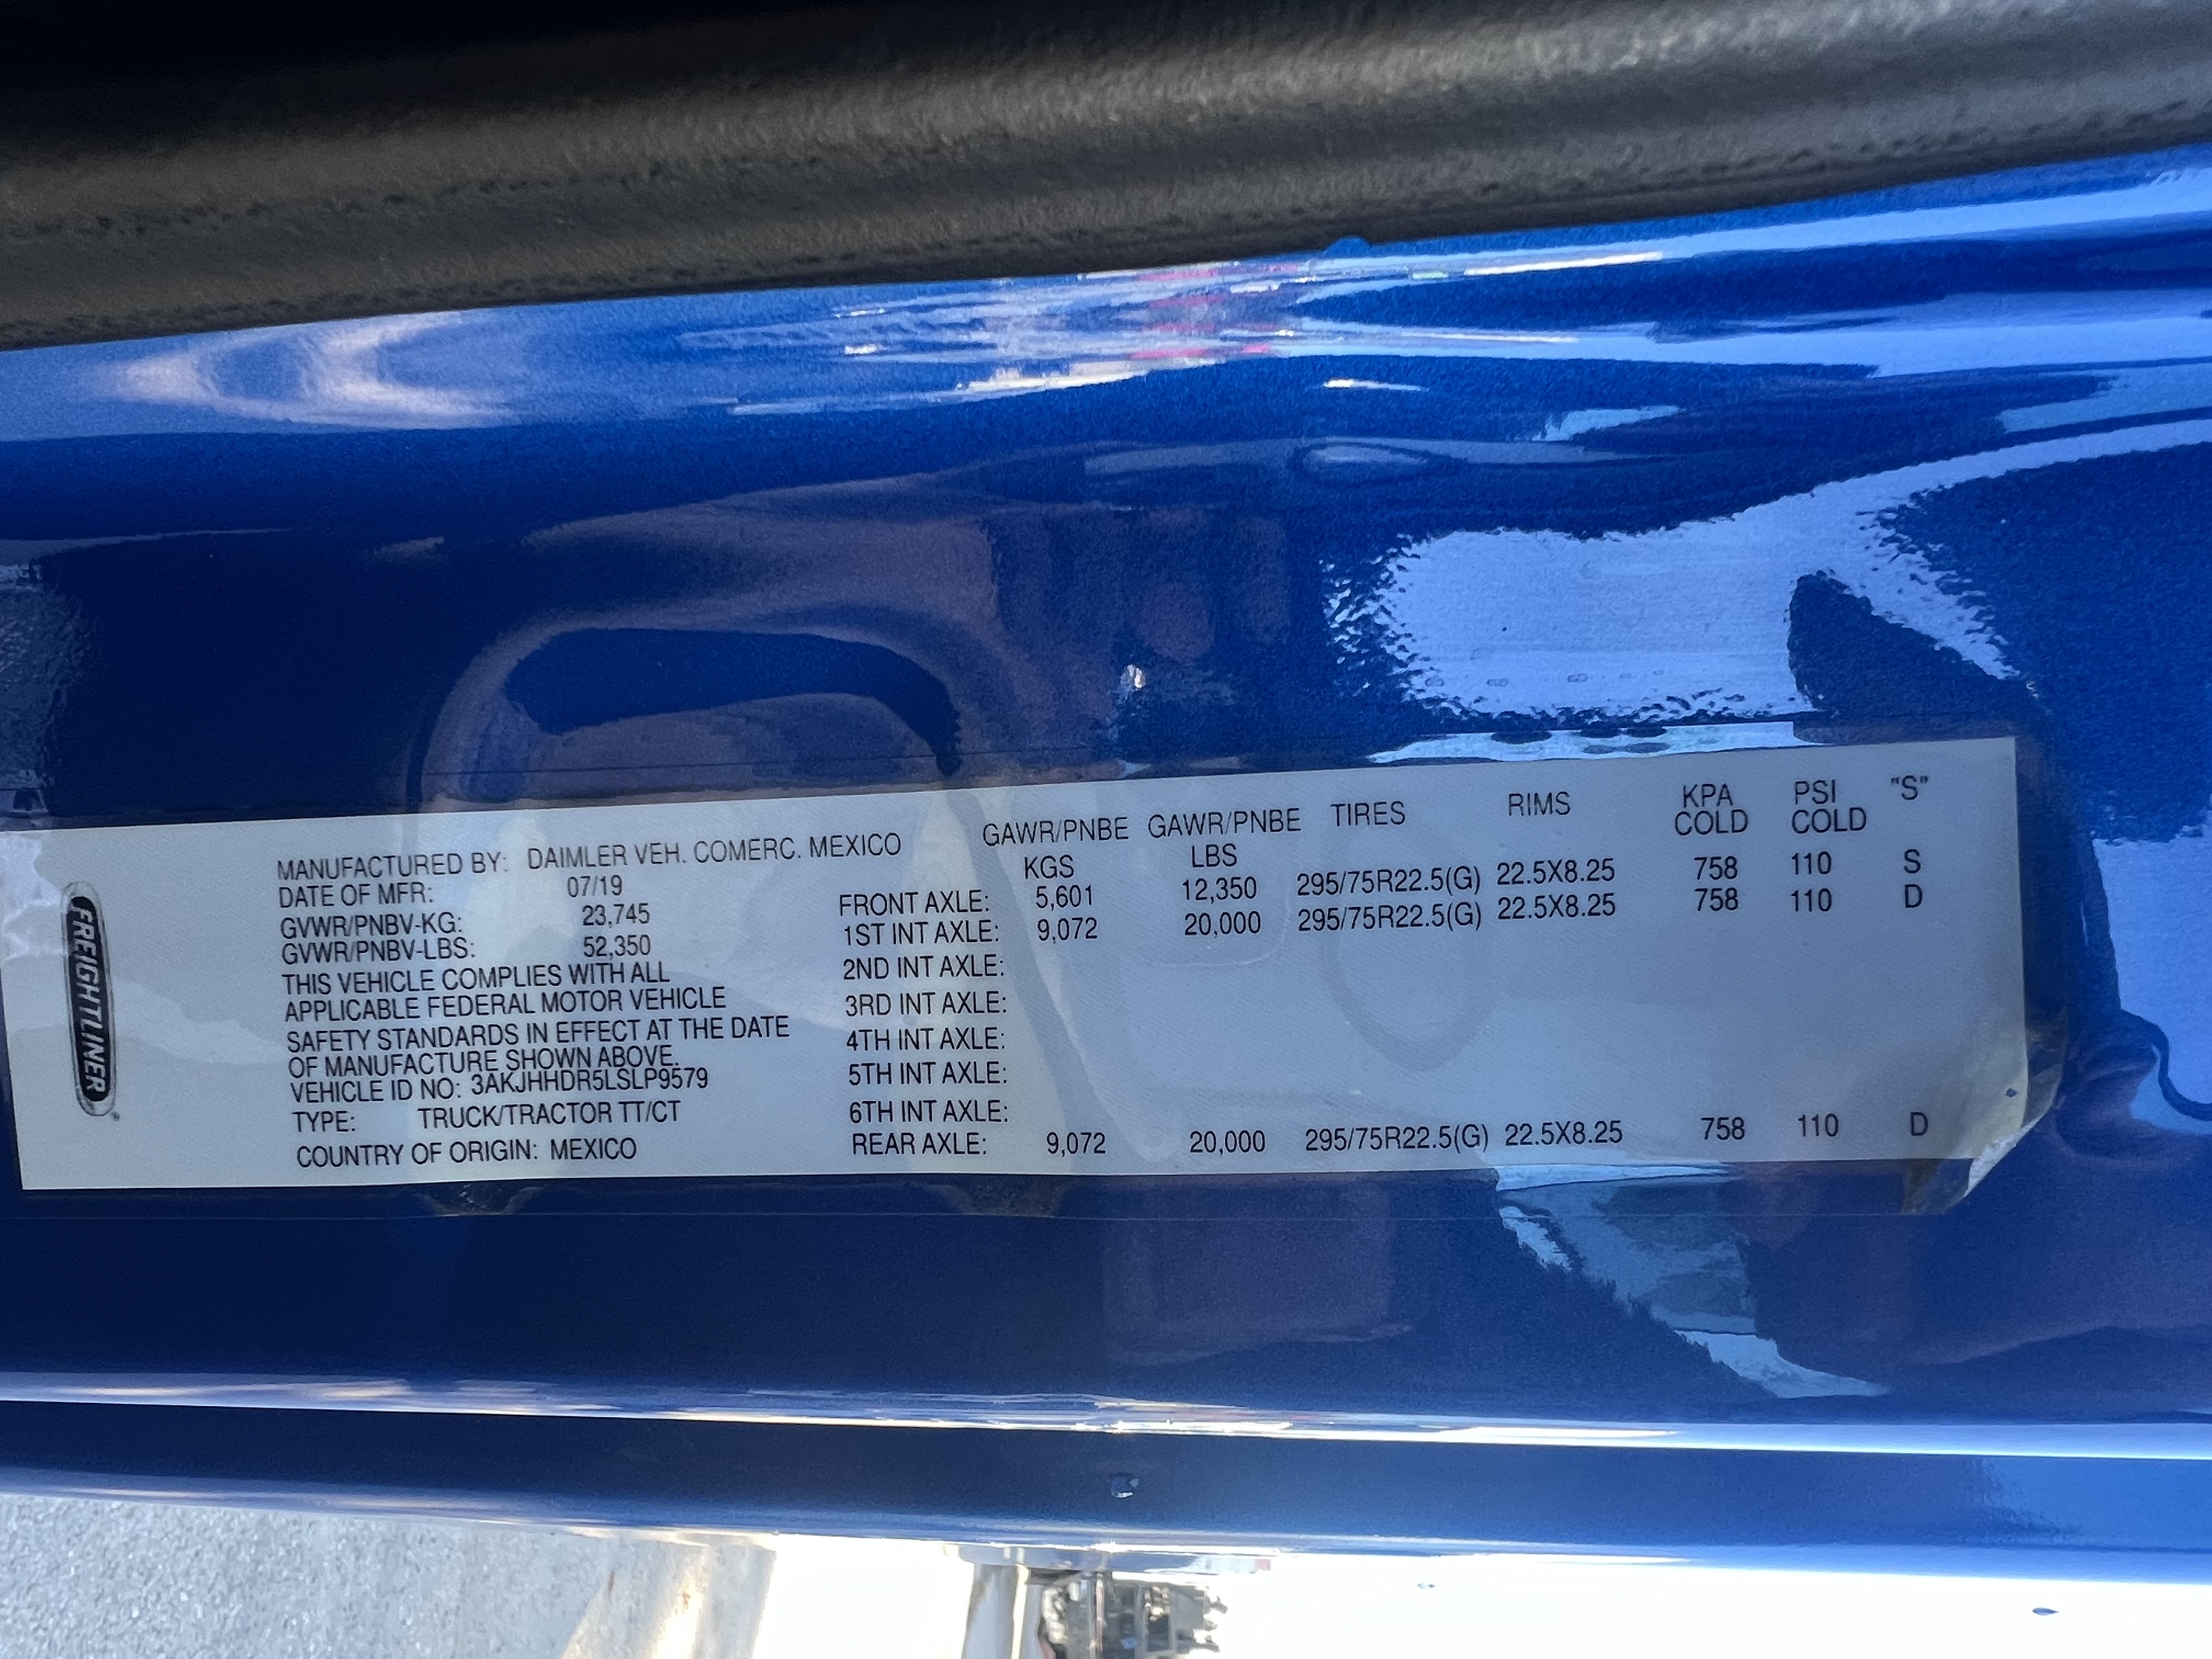 FREIGHTLINER
MANUFACTURED BY: DAIMLER VEH. COMERC. MEXICO
DATE OF MFR: 07/19
GVWR/PNBV-KG: 23,745
GVWR/PNBV-LBS: 52,350
THIS VEHICLE COMPLIES WITH ALL
APPLICABLE FEDERAL MOTOR VEHICLE
SAFETY STANDARDS IN EFFECT AT THE DATE
OF MANUFACTURE SHOWN ABOVE.
VEHICLE ID NO: 3AKJHHDR5LSLP9579
TYPE: TRUCK/TRACTOR TT/CT
COUNTRY OF ORIGIN: MEXICO
GAWR/PNBE GAWR/PNBE TIRES RIMS KPA PSI "S"
KGS LBS COLD COLD
FRONT AXLE: 5,601 12,350 295/75R22.5(G) 22.5X8.25 758 110 S
1ST INT AXLE: 9,072 20,000 295/75R22.5(G) 22.5X8.25 758 110 D
2ND INT AXLE:
3RD INT AXLE:
4TH INT AXLE:
5TH INT AXLE:
6TH INT AXLE:
REAR AXLE: 9,072 20,000 295/75R22.5(G) 22.5X8.25 758 110 D